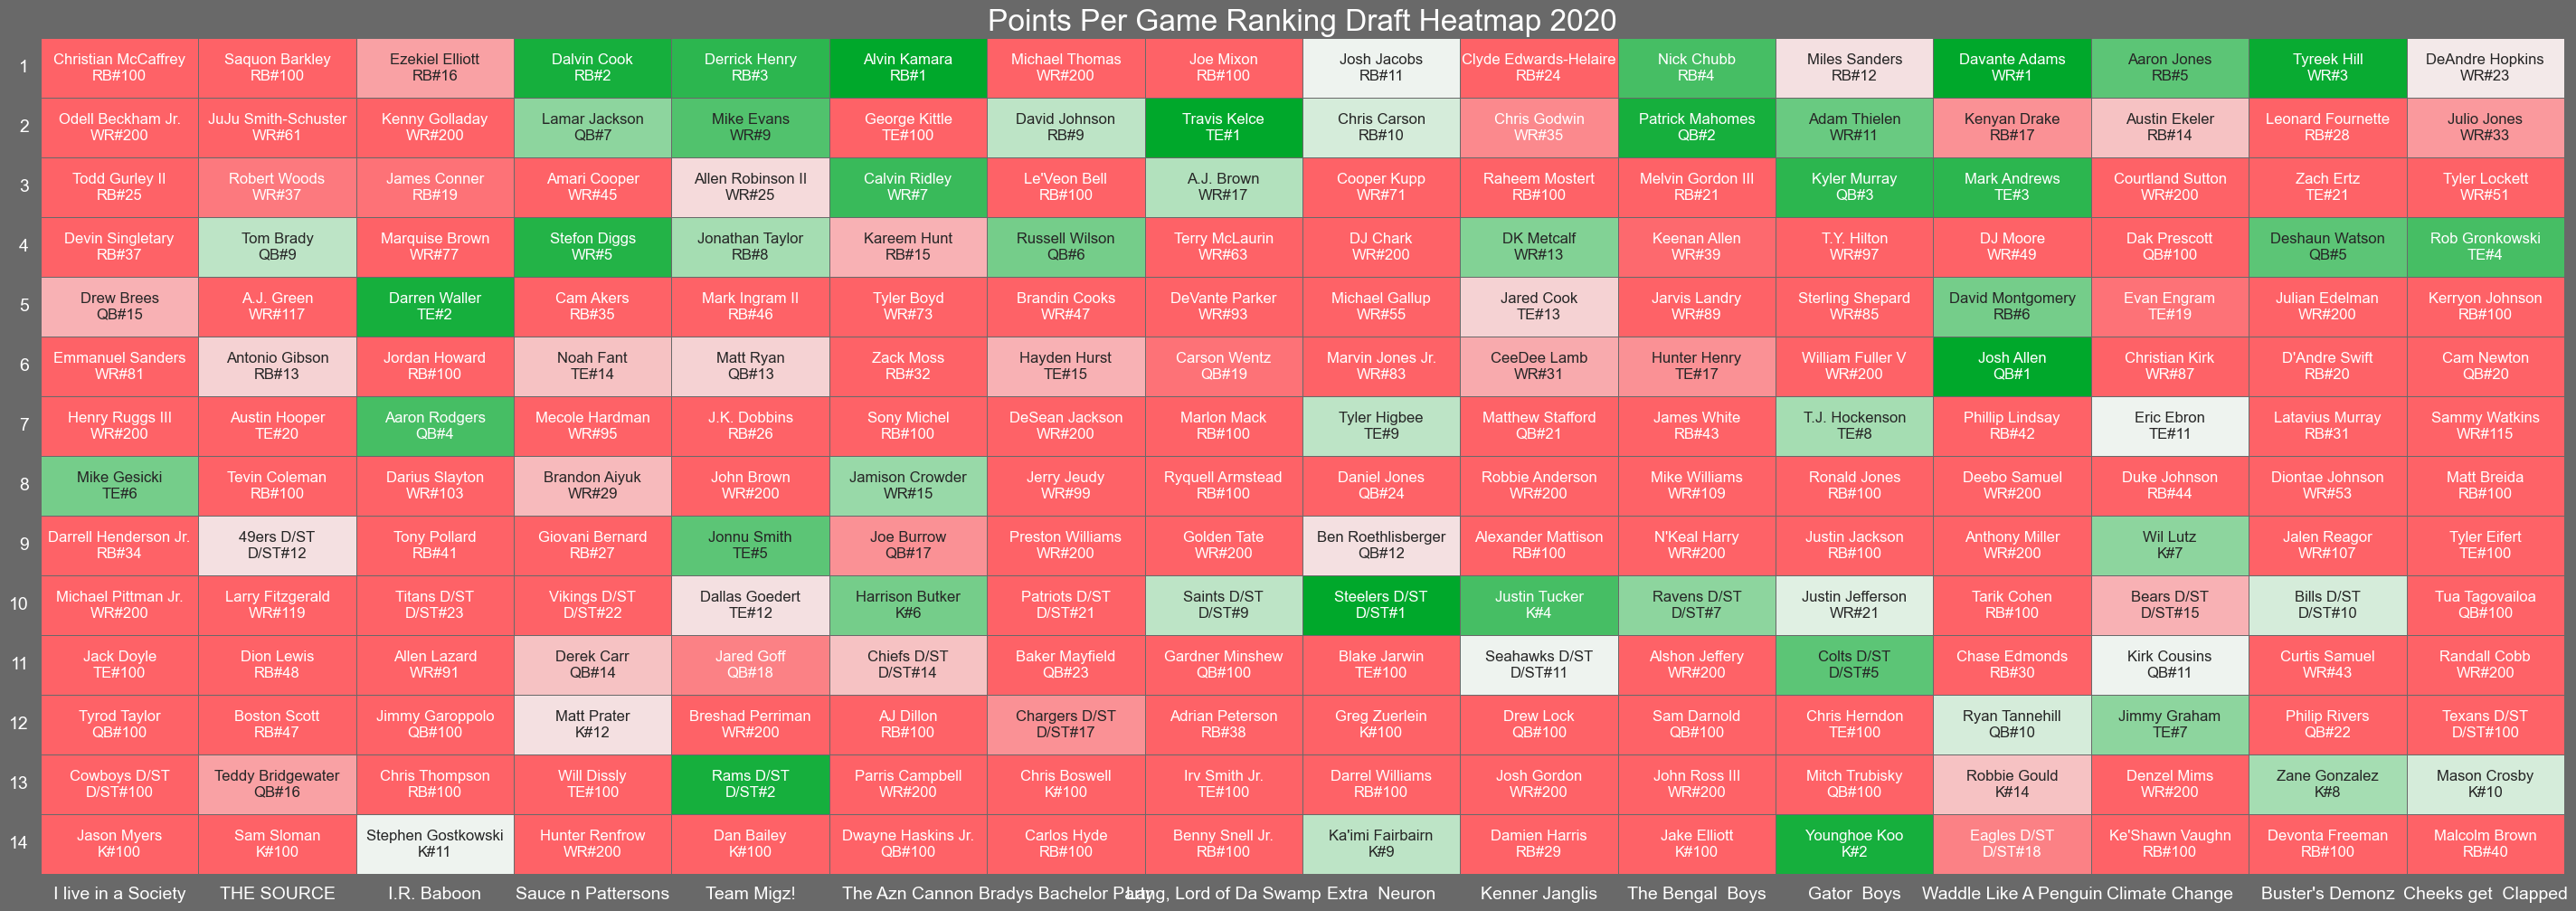 Points Per Game Ranking Draft Heatmap 2020
1
Christian McCaffrey
RB#100
Saquon Barkley
RB#100
Ezekiel Elliott
RB#16
Dalvin Cook
RB#2
Derrick Henry
RB#3
Alvin Kamara
RB#1
Michael Thomas
WR#200
Joe Mixon
RB#100
Josh Jacobs
RB#11
Clyde Edwards-Helaire
RB#24
Nick Chubb
RB#4
Miles Sanders
RB#12
Davante Adams
WR#1
Aaron Jones
RB#5
Tyreek Hill
WR#3
DeAndre Hopkins
WR#23
2
Odell Beckham Jr.
WR#200
JuJu Smith-Schuster
WR#61
Kenny Golladay
WR#200
Lamar Jackson
QB#7
Mike Evans
WR#9
George Kittle
TE#100
David Johnson
RB#9
Travis Kelce
TE#1
Chris Carson
RB#10
Chris Godwin
WR#35
Patrick Mahomes
QB#2
Adam Thielen
WR#11
Kenyan Drake
RB#17
Austin Ekeler
RB#14
Leonard Fournette
RB#28
Julio Jones
WR#33
3
Todd Gurley II
RB#25
Robert Woods
WR#37
James Conner
RB#19
Amari Cooper
WR#45
Allen Robinson II
WR#25
Calvin Ridley
WR#7
Le'Veon Bell
RB#100
A.J. Brown
WR#17
Cooper Kupp
WR#71
Raheem Mostert
RB#100
Melvin Gordon III
RB#21
Kyler Murray
QB#3
Mark Andrews
TE#3
Courtland Sutton
WR#200
Zach Ertz
TE#21
Tyler Lockett
WR#51
4
Devin Singletary
RB#37
Tom Brady
QB#9
Marquise Brown
WR#77
Stefon Diggs
WR#5
Jonathan Taylor
RB#8
Kareem Hunt
RB#15
Russell Wilson
QB#6
Terry McLaurin
WR#63
DJ Chark
WR#200
DK Metcalf
WR#13
Keenan Allen
WR#39
T.Y. Hilton
WR#97
DJ Moore
WR#49
Dak Prescott
QB#100
Deshaun Watson
QB#5
Rob Gronkowski
TE#4
5
Drew Brees
QB#15
A.J. Green
WR#117
Darren Waller
TE#2
Cam Akers
RB#35
Mark Ingram II
RB#46
Tyler Boyd
WR#73
Brandin Cooks
WR#47
DeVante Parker
WR#93
Michael Gallup
WR#55
Jared Cook
TE#13
Jarvis Landry
WR#89
Sterling Shepard
WR#85
David Montgomery
RB#6
Evan Engram
TE#19
Julian Edelman
WR#200
Kerryon Johnson
RB#100
6
Emmanuel Sanders
WR#81
Antonio Gibson
RB#13
Jordan Howard
RB#100
Noah Fant
TE#14
Matt Ryan
QB#13
Zack Moss
RB#32
Hayden Hurst
TE#15
Carson Wentz
QB#19
Marvin Jones Jr.
WR#83
CeeDee Lamb
WR#31
Hunter Henry
TE#17
William Fuller V
WR#200
Josh Allen
QB#1
Christian Kirk
WR#87
D'Andre Swift
RB#20
Cam Newton
QB#20
7
Henry Ruggs III
WR#200
Austin Hooper
TE#20
Aaron Rodgers
QB#4
Mecole Hardman
WR#95
J.K. Dobbins
RB#26
Sony Michel
RB#100
DeSean Jackson
WR#200
Marlon Mack
RB#100
Tyler Higbee
TE#9
Matthew Stafford
QB#21
James White
RB#43
T.J. Hockenson
TE#8
Phillip Lindsay
RB#42
Eric Ebron
TE#11
Latavius Murray
RB#31
Sammy Watkins
WR#115
8
Mike Gesicki
TE#6
Tevin Coleman
RB#100
Darius Slayton
WR#103
Brandon Aiyuk
WR#29
John Brown
WR#200
Jamison Crowder
WR#15
Jerry Jeudy
WR#99
Ryquell Armstead
RB#100
Daniel Jones
QB#24
Robbie Anderson
WR#200
Mike Williams
WR#109
Ronald Jones
RB#100
Deebo Samuel
WR#200
Duke Johnson
RB#44
Diontae Johnson
WR#53
Matt Breida
RB#100
9
Darrell Henderson Jr.
RB#34
49ers D/ST
D/ST#12
Tony Pollard
RB#41
Giovani Bernard
RB#27
Jonnu Smith
TE#5
Joe Burrow
QB#17
Preston Williams
WR#200
Golden Tate
WR#200
Ben Roethlisberger
QB#12
Alexander Mattison
RB#100
N'Keal Harry
WR#200
Justin Jackson
RB#100
Anthony Miller
WR#200
Wil Lutz
K#7
Jalen Reagor
WR#107
Tyler Eifert
TE#100
10
Michael Pittman Jr.
WR#200
Larry Fitzgerald
WR#119
Titans D/ST
D/ST#23
Vikings D/ST
D/ST#22
Dallas Goedert
TE#12
Harrison Butker
K#6
Patriots D/ST
D/ST#21
Saints D/ST
D/ST#9
Steelers D/ST
D/ST#1
Justin Tucker
K#4
Ravens D/ST
D/ST#7
Justin Jefferson
WR#21
Tarik Cohen
RB#100
Bears D/ST
D/ST#15
Bills D/ST
D/ST#10
Tua Tagovailoa
QB#100
11
Jack Doyle
TE#100
Dion Lewis
RB#48
Allen Lazard
WR#91
Derek Carr
QB#14
Jared Goff
QB#18
Chiefs D/ST
D/ST#14
Baker Mayfield
QB#23
Gardner Minshew
QB#100
Blake Jarwin
TE#100
Seahawks D/ST
D/ST#11
Alshon Jeffery
WR#200
Colts D/ST
D/ST#5
Chase Edmonds
RB#30
Kirk Cousins
QB#11
Curtis Samuel
WR#43
Randall Cobb
WR#200
12
Tyrod Taylor
QB#100
Boston Scott
RB#47
Jimmy Garoppolo
QB#100
Matt Prater
K#12
Breshad Perriman
WR#200
AJ Dillon
RB#100
Chargers D/ST
D/ST#17
Adrian Peterson
RB#38
Greg Zuerlein
K#100
Drew Lock
QB#100
Sam Darnold
QB#100
Chris Herndon
TE#100
Ryan Tannehill
QB#10
Jimmy Graham
TE#7
Philip Rivers
QB#22
Texans D/ST
D/ST#100
13
Cowboys D/ST
D/ST#100
Teddy Bridgewater
QB#16
Chris Thompson
RB#100
Will Dissly
TE#100
Rams D/ST
D/ST#2
Parris Campbell
WR#200
Chris Boswell
K#100
Irv Smith Jr.
TE#100
Darrel Williams
RB#100
Josh Gordon
WR#200
John Ross III
WR#200
Mitch Trubisky
QB#100
Robbie Gould
K#14
Denzel Mims
WR#200
Zane Gonzalez
K#8
Mason Crosby
K#10
14
Jason Myers
K#100
Sam Sloman
K#100
Stephen Gostkowski
K#11
Hunter Renfrow
WR#200
Dan Bailey
K#100
Dwayne Haskins Jr.
QB#100
Carlos Hyde
RB#100
Benny Snell Jr.
RB#100
Ka'imi Fairbairn
K#9
Damien Harris
RB#29
Jake Elliott
K#100
Younghoe Koo
K#2
Eagles D/ST
D/ST#18
Ke'Shawn Vaughn
RB#100
Devonta Freeman
RB#100
Malcolm Brown
RB#40
I live in a Society
THE SOURCE
I.R. Baboon
Sauce n Pattersons
Team Migz!
The Azn Cannon
Bradys Bachelor Party
Lord of Da Swamp
Extra Neuron
Kenner Janglis
The Bengal Boys
Gator Boys
Waddle Like A Penguin
Climate Change
Buster's Demonz
Cheeks get Clapped